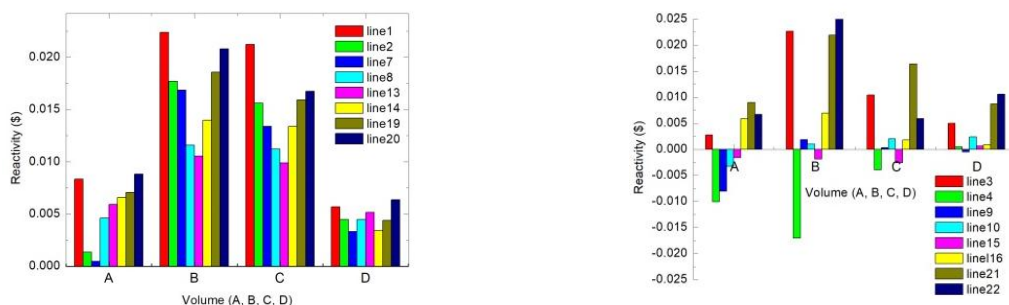 Reactivity ($)
0.020
0.015
0.010
0.005
0.000
line1
line2
line7
line8
line13
line14
line19
line20
A B C D
Volume (A, B, C, D)
Reactivity ($)
0.025
0.020
0.015
0.010
0.005
0.000
-0.005
-0.010
-0.015
-0.020
-0.025
A B C D
Volume (A, B, C, D)
line3
line4
line9
line10
line15
linel16
line21
line22